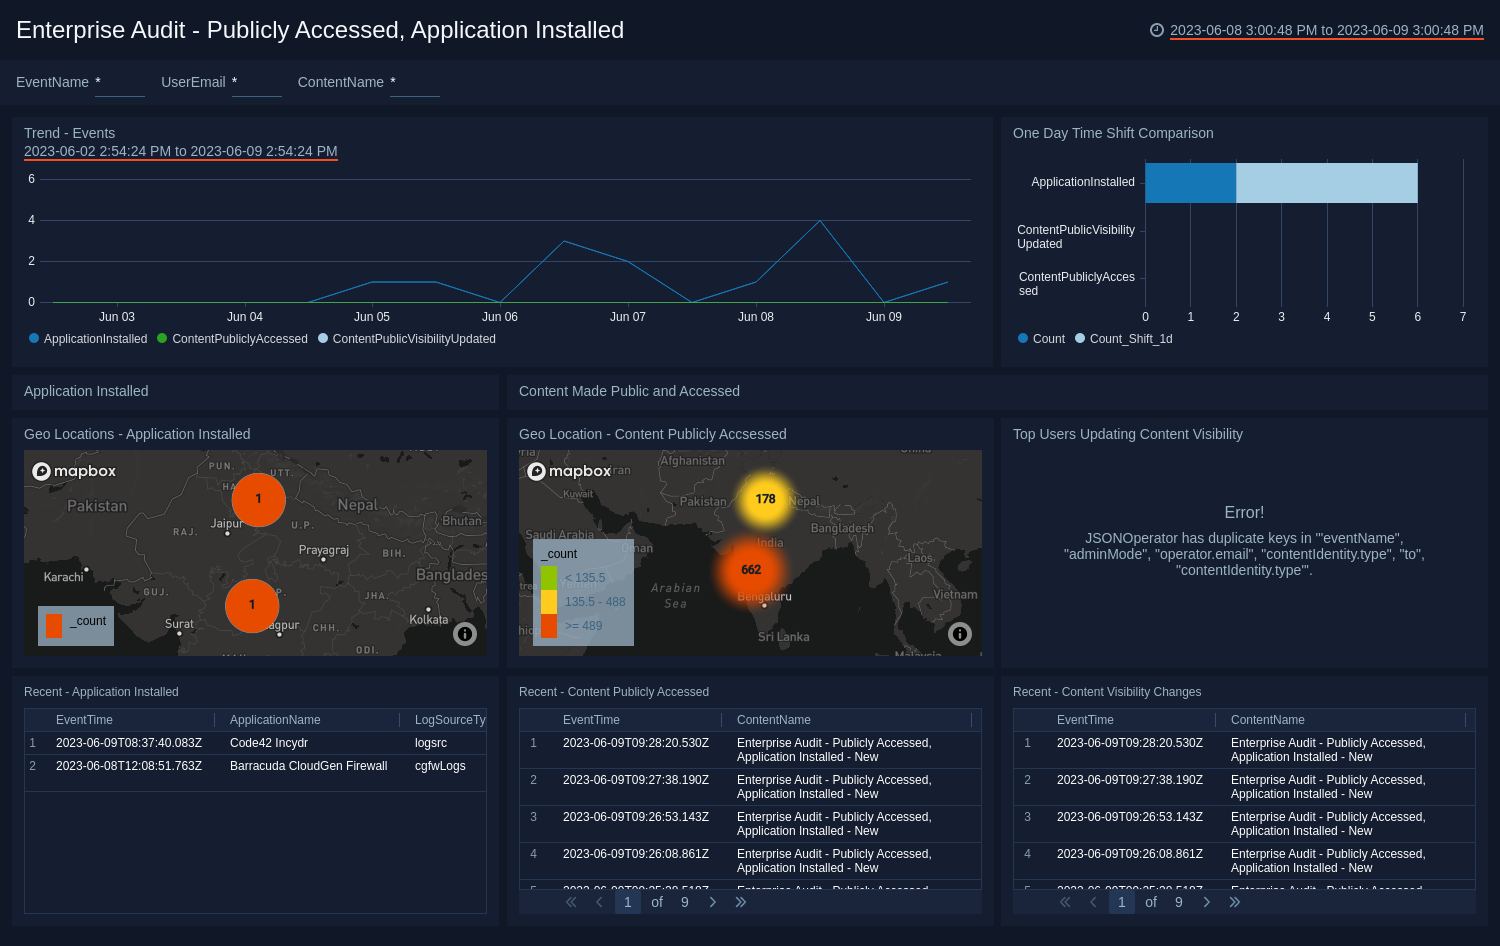 Enterprise Audit - Publicly Accessed, Application Installed
2023-06-08 3:00:48 PM to 2023-06-09 3:00:48 PM
EventName * UserEmail * ContentName *
Trend - Events
2023-06-02 2:54:24 PM to 2023-06-09 2:54:24 PM
6
4
2
0
Jun 03 Jun 04 Jun 05 Jun 06 Jun 07 Jun 08 Jun 09
ApplicationInstalled ContentPubliclyAccessed ContentPublicVisibilityUpdated
One Day Time Shift Comparison
ApplicationInstalled
ContentPublicVisibility
Updated
ContentPubliclyAcces
sed
0 1 2 3 4 5 6 7
Count Count_Shift_1d
Application Installed
Content Made Public and Accessed
Geo Locations - Application Installed
mapbox
PUN.
UTT.
HA
1
Pakistan
Nepal
Jaipur
RAJ.
U.P.
Bhutan
Prayagraj
BIH.
Karachi
Banglades
GUJ.
1
P.
JHA.
Surat
agpur
CHH.
Kolkata
ODI.
_count
Geo Location - Content Publicly Accsessed
mapbox
ran
Afghanistan
Kuwait
Pakistan
178
Nepal
Saudi Arabia
Oman
India
Bangladesh
Laos
662
Arabian
Sea
Bengaluru
Vietnam
Sri Lanka
Malaysia
_count
< 135.5
135.5 - 488
>= 489
Top Users Updating Content Visibility
Error!
JSONOperator has duplicate keys in '"eventName",
"adminMode", "operator.email", "contentIdentity.type", "to",
"contentIdentity.type"'.
Recent - Application Installed
EventTime ApplicationName LogSourceTy
1 2023-06-09T08:37:40.083Z Code42 Incydr logsrc
2 2023-06-08T12:08:51.763Z Barracuda CloudGen Firewall cgfwLogs
Recent - Content Publicly Accessed
EventTime ContentName
1 2023-06-09T09:28:20.530Z Enterprise Audit - Publicly Accessed,
Application Installed - New
2 2023-06-09T09:27:38.190Z Enterprise Audit - Publicly Accessed,
Application Installed - New
3 2023-06-09T09:26:53.143Z Enterprise Audit - Publicly Accessed,
Application Installed - New
4 2023-06-09T09:26:08.861Z Enterprise Audit - Publicly Accessed,
Application Installed - New
1 of 9
Recent - Content Visibility Changes
EventTime ContentName
1 2023-06-09T09:28:20.530Z Enterprise Audit - Publicly Accessed,
Application Installed - New
2 2023-06-09T09:27:38.190Z Enterprise Audit - Publicly Accessed,
Application Installed - New
3 2023-06-09T09:26:53.143Z Enterprise Audit - Publicly Accessed,
Application Installed - New
4 2023-06-09T09:26:08.861Z Enterprise Audit - Publicly Accessed,
Application Installed - New
1 of 9